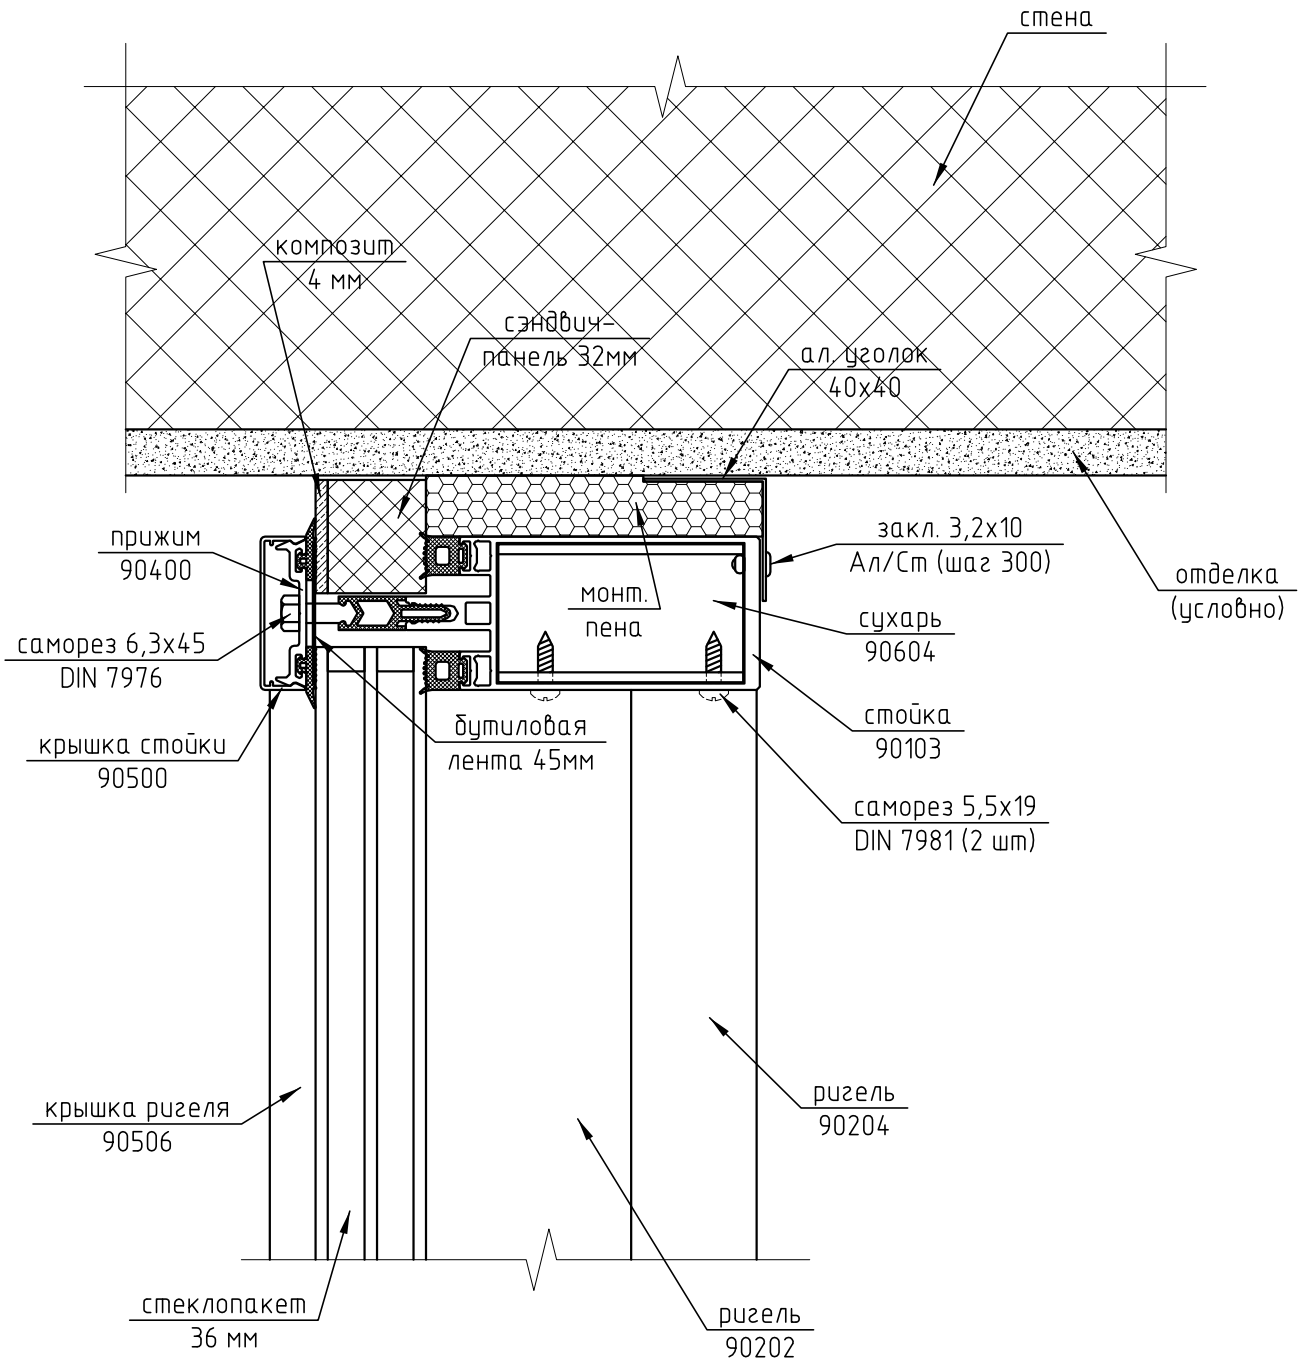 стена
композит
4 мм
сэндвич-
панель 32мм
ал. уголок
40х40
прижим
90400
закл. 3,2х10
Ал/Ст (шаг 300)
отделка
(условно)
монт.
пена
сухарь
90604
саморез 6,3х45
DIN 7976
стойка
90103
бутиловая
лента 45мм
крышка стойки
90500
саморез 5,5х19
DIN 7981 (2 шт)
ригель
90204
крышка ригеля
90506
стеклопакет
36 мм
ригель
90202